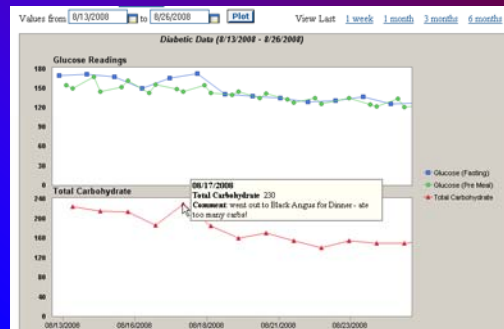 Values from 8/13/2008 to 8/26/2008 Plot View Last 1 week 1 month 3 months 6 months
Diabetic Data (8/13/2008 - 8/26/2008)
Glucose Readings
180
150
120
90
60
30
0
Total Carbohydrate
240
200
160
120
80
40
0
08/17/2008
Total Carbohydrate 230
Comment: went out to Black Angus for Dinner - ate
too many carbs!
Glucose (Fasting)
Glucose (Pre Meal)
Total Carbohydrate
08/13/2008 08/16/2008 08/18/2008 08/21/2008 08/23/2008